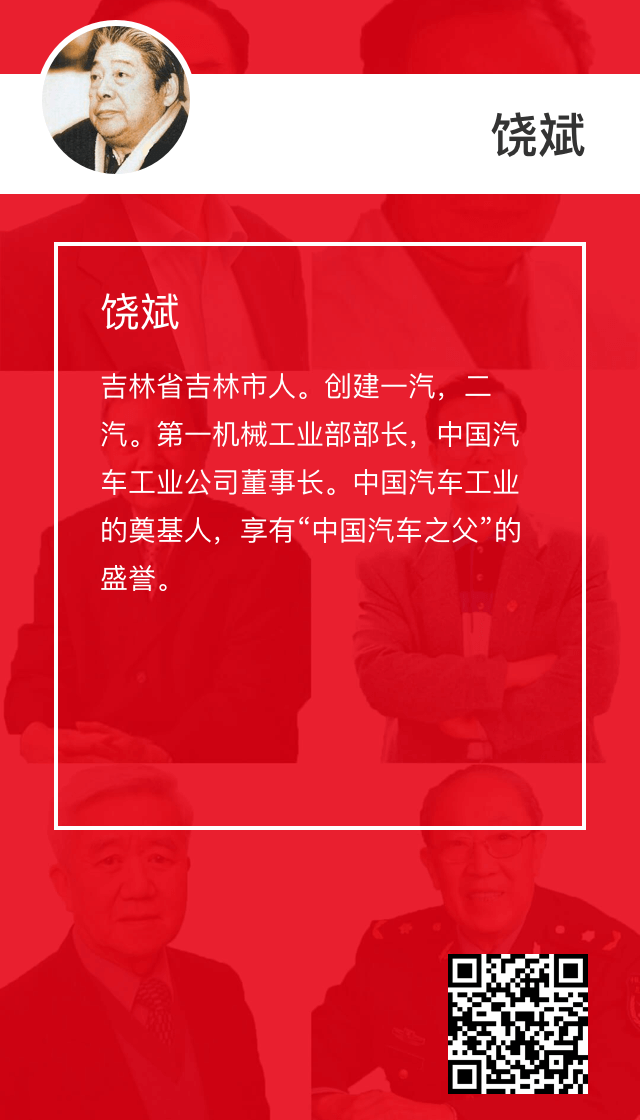 饶斌
饶斌
吉林省吉林市人。创建一汽，二
汽。第一机械工业部部长，中国汽
车工业公司董事长。中国汽车工业
的奠基人，享有“中国汽车之父”的
盛誉。